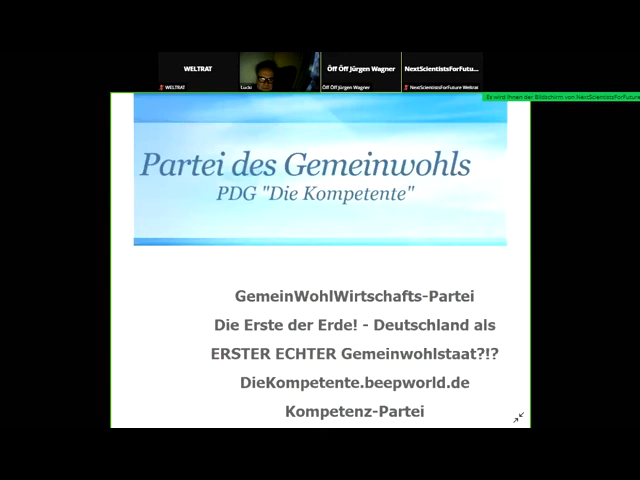 WELTRAT
Öff Öff Jürgen Wagner
NextScientistsForFutu...
WELTRAT
Lucki
Öff Öff Jürgen Wagner
NextScientistsForFuture Weltrat
Es wird Ihnen der Bildschirm von NextScientistsForFuture
Partei des Gemeinwohls
PDG "Die Kompetente"
GemeinWohlWirtschafts-Partei
Die Erste der Erde! - Deutschland als
ERSTER ECHTER Gemeinwohlstaat?!?
DieKompetente.beepworld.de
Kompetenz-Partei